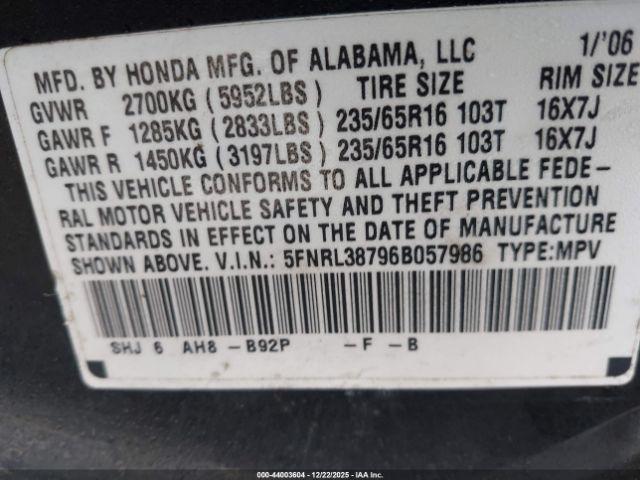 MFD. BY HONDA MFG. OF ALABAMA, LLC 1/'06
GVWR 2700KG (5952LBS) TIRE SIZE RIM SIZE
GAWR F 1285KG (2833LBS) 235/65R16 103T 16X7J
GAWR R 1450KG (3197LBS) 235/65R16 103T 16X7J
THIS VEHICLE CONFORMS TO ALL APPLICABLE FEDE-
RAL MOTOR VEHICLE SAFETY AND THEFT PREVENTION
STANDARDS IN EFFECT ON THE DATE OF MANUFACTURE
SHOWN ABOVE. V.I.N.: 5FNRL38796B057986 TYPE:MPV
SHJ 6 AH8 -B92P -F -B
000-44003604 - 12/22/2025 - IAA Inc.